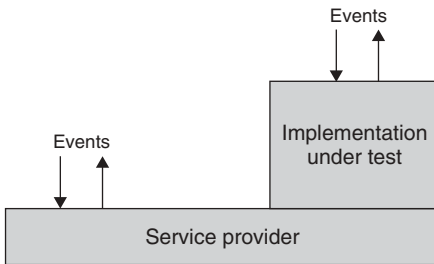 Events
Implementation
under test
Events
Service provider